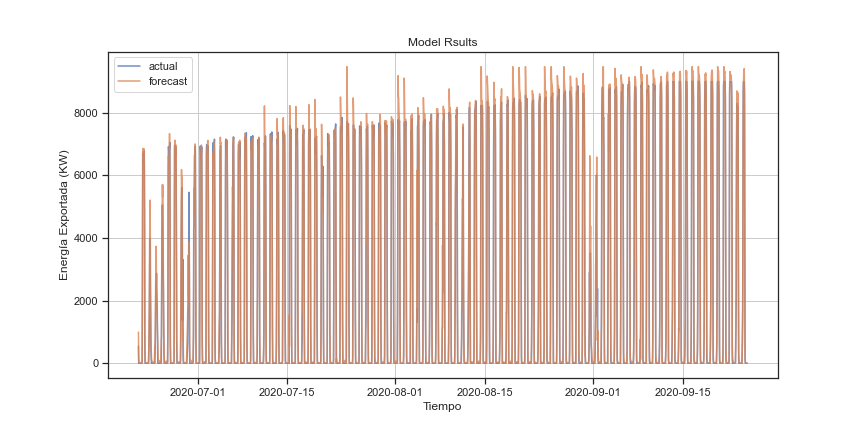 Model Rsults
actual
forecast
Energía Exportada (KW)
8000
6000
4000
2000
0
2020-07-01 2020-07-15 2020-08-01 2020-08-15 2020-09-01 2020-09-15
Tiempo